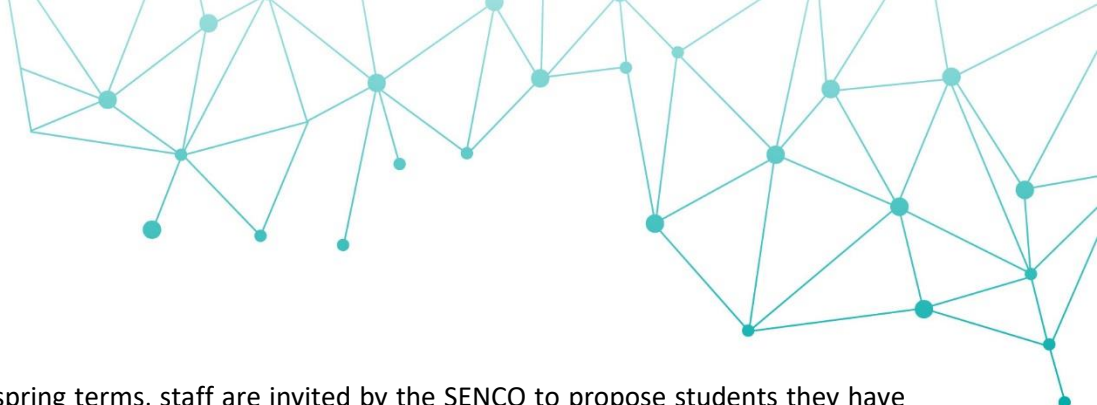 spring terms, staff are invited by the SENCO to propose students they have